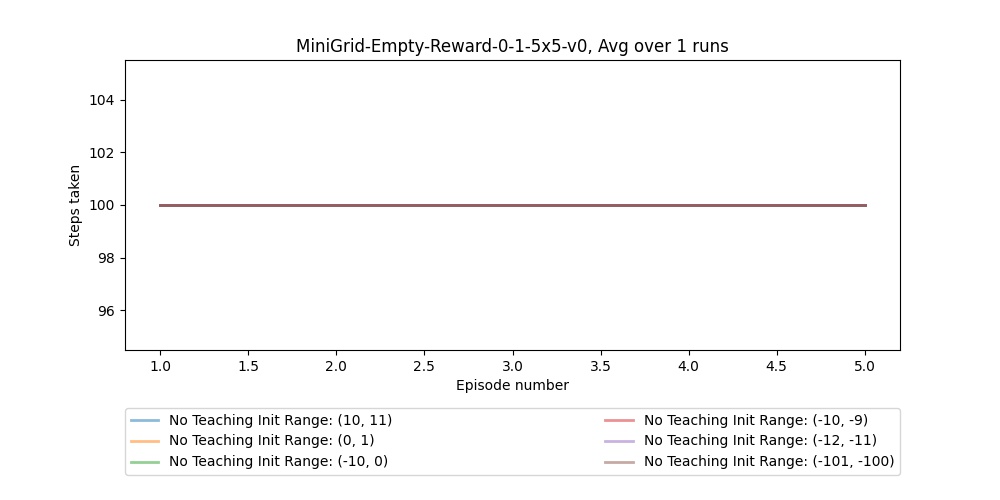 MiniGrid-Empty-Reward-0-1-5x5-v0, Avg over 1 runs
104
102
100
98
96
Steps taken
1.0 1.5 2.0 2.5 3.0 3.5 4.0 4.5 5.0
Episode number
No Teaching Init Range: (10, 11)
No Teaching Init Range: (0, 1)
No Teaching Init Range: (-10, 0)
No Teaching Init Range: (-10, -9)
No Teaching Init Range: (-12, -11)
No Teaching Init Range: (-101, -100)